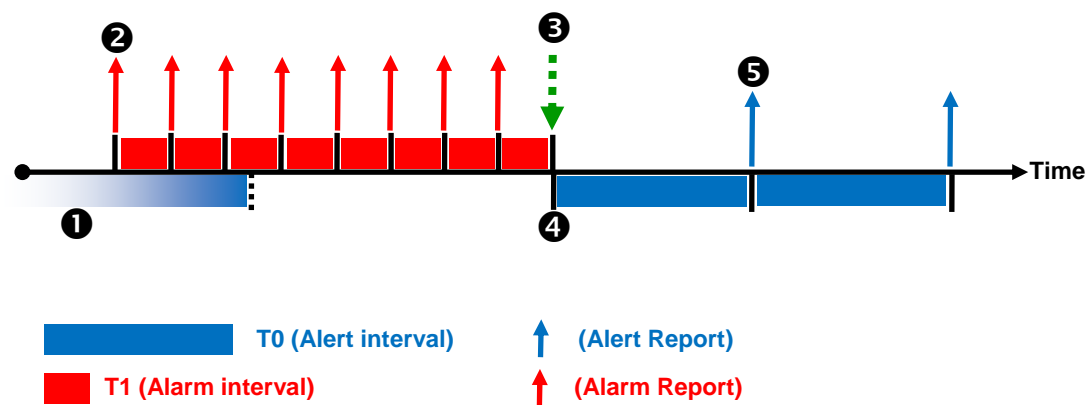 ❷
❸
❺
Time
❶
❹
T0 (Alert interval)
(Alert Report)
T1 (Alarm interval)
(Alarm Report)